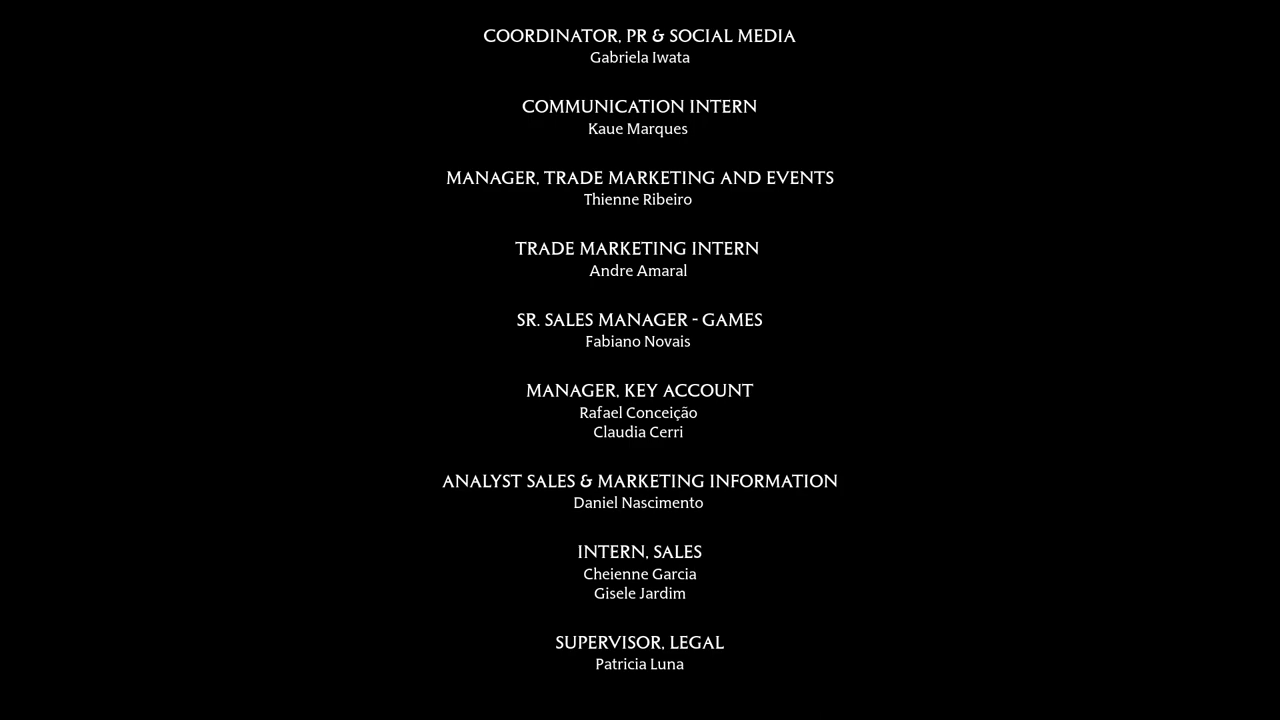 COORDINATOR, PR & SOCIAL MEDIA
Gabriela Iwata
COMMUNICATION INTERN
Kaue Marques
MANAGER, TRADE MARKETING AND EVENTS
Thienne Ribeiro
TRADE MARKETING INTERN
Andre Amaral
SR. SALES MANAGER - GAMES
Fabiano Novais
MANAGER, KEY ACCOUNT
Rafael Conceição
Claudia Cerri
ANALYST SALES & MARKETING INFORMATION
Daniel Nascimento
INTERN, SALES
Cheienne Garcia
Gisele Jardim
SUPERVISOR, LEGAL
Patricia Luna